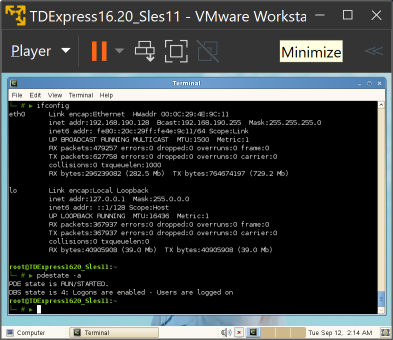 TDExpress16.20_Sles11 - VMware Worksta
Player
Minimize
Terminal
File Edit View Terminal Help
# ▶ ifconfig
eth0 Link encap:Ethernet HWaddr 00:0C:29:4E:9C:11
inet addr:192.168.190.128 Bcast:192.168.190.255 Mask:255.255.255.0
inet6 addr: fe80::20c:29ff:fe4e:9c11/64 Scope:Link
UP BROADCAST RUNNING MULTICAST MTU:1500 Metric:1
RX packets:479257 errors:0 dropped:0 overruns:0 frame:0
TX packets:627758 errors:0 dropped:0 overruns:0 carrier:0
collisions:0 txqueuelen:1000
RX bytes:296239082 (282.5 Mb) TX bytes:764674197 (729.2 Mb)
lo Link encap:Local Loopback
inet addr:127.0.0.1 Mask:255.0.0.0
inet6 addr: ::1/128 Scope:Host
UP LOOPBACK RUNNING MTU:16436 Metric:1
RX packets:367937 errors:0 dropped:0 overruns:0 frame:0
TX packets:367937 errors:0 dropped:0 overruns:0 carrier:0
collisions:0 txqueuelen:0
RX bytes:40905908 (39.0 Mb) TX bytes:40905908 (39.0 Mb)
root@TDExpress1620_Sles11:~
# ▶ pdestate -a
PDE state is RUN/STARTED.
DBS state is 4: Logons are enabled - Users are logged on
root@TDExpress1620_Sles11:~
# ▶
Computer Terminal Tue Sep 12, 2:14 AM